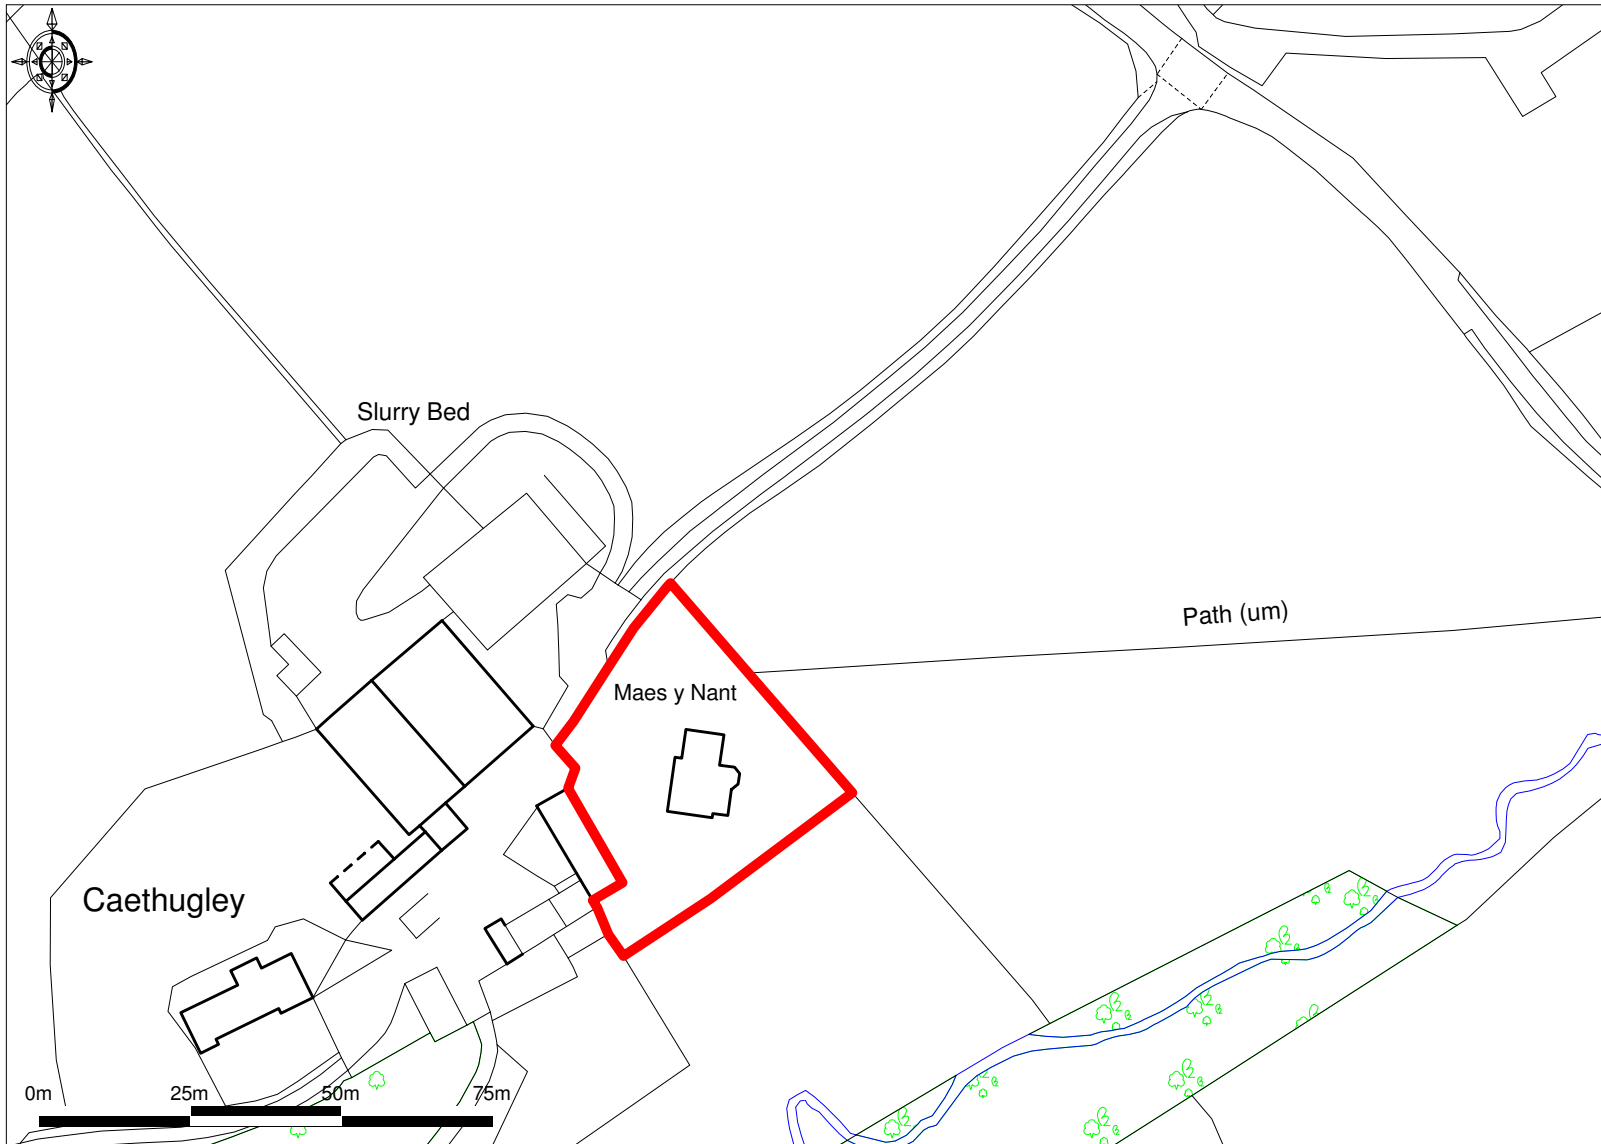 Slurry Bed
Path (um)
Maes y Nant
Caethugley
0m 25m 50m 75m